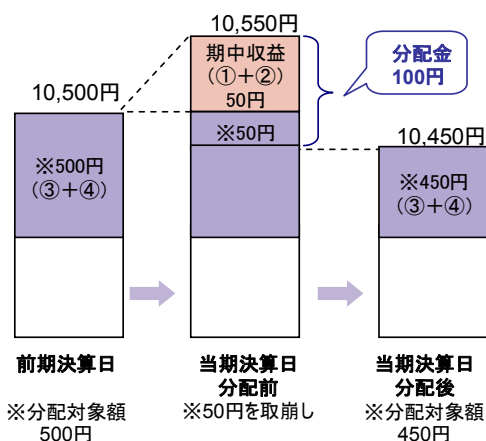 10,550円
期中収益
(①+②)
50円
分配金
100円
10,500円
※50円
10,450円
※500円
(③+④)
※450円
(③+④)
前期決算日
当期決算日
分配前
当期決算日
分配後
※分配対象額
500円
※50円を取崩し
※分配対象額
450円